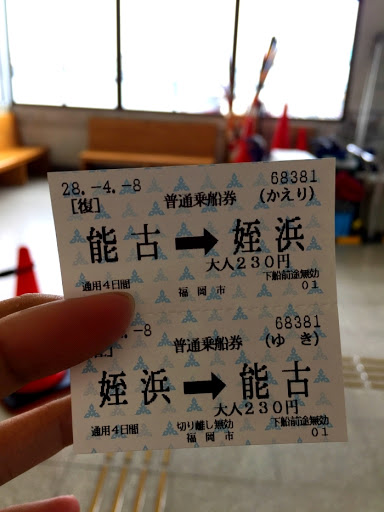 28.-4.-8 68381
[復] 普通乗船券 (かえり)
能古➡姪浜
大人230円
通用4日間 福岡市 下船前途無効 01
-8 68381
普通乗船券 (ゆき)
姪浜➡能古
大人230円
通用4日間 切り離し無効 下船前途無効
福岡市 01